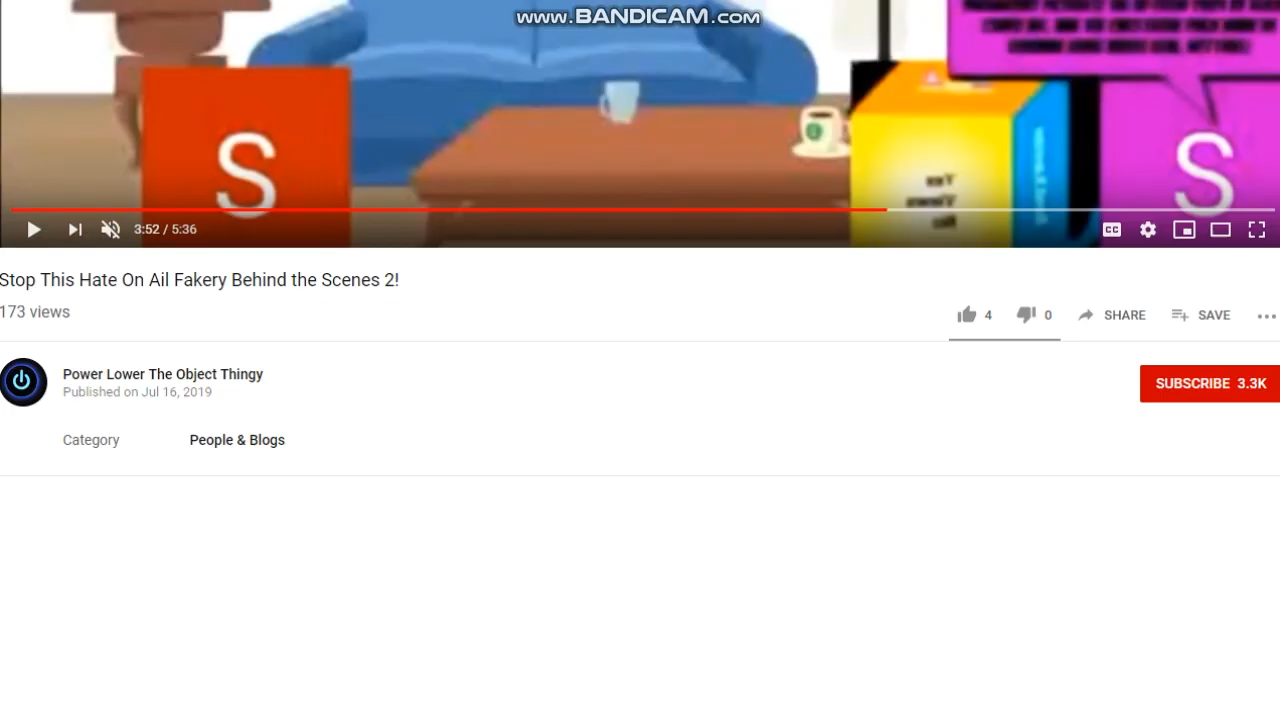 www.BANDICAM.com
S
S
3:52 / 5:36
CC
Stop This Hate On Ail Fakery Behind the Scenes 2!
173 views
4
0
SHARE
SAVE
Power Lower The Object Thingy
Published on Jul 16, 2019
SUBSCRIBE 3.3K
Category
People & Blogs